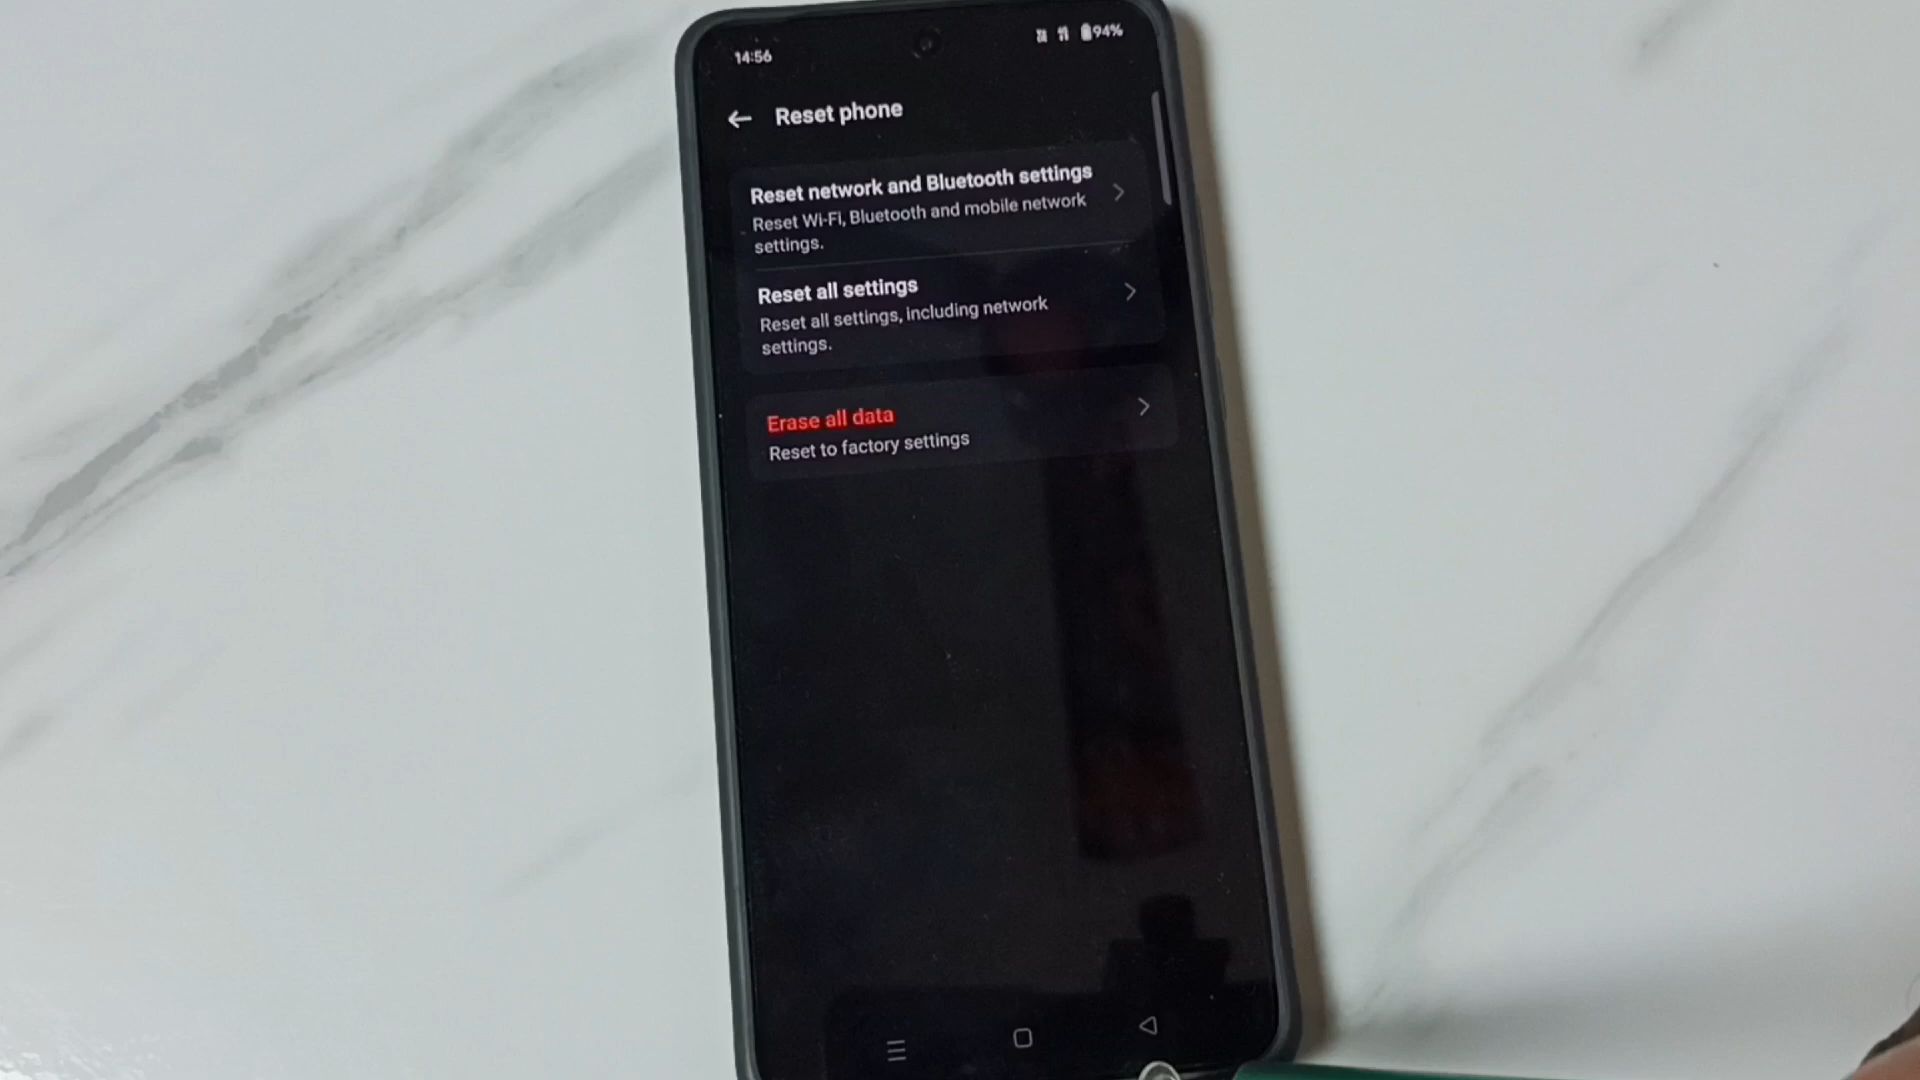 14:56
94%
Reset phone
Reset network and Bluetooth settings
Reset Wi-Fi, Bluetooth and mobile network
settings.
Reset all settings
Reset all settings, including network
settings.
Erase all data
Reset to factory settings